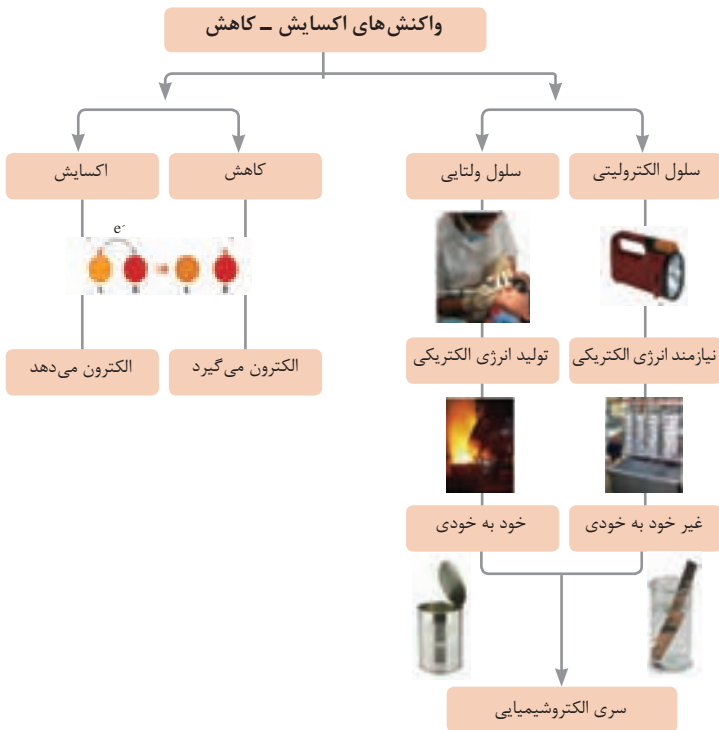 واکنش‌های اکسایش ـ کاهش
سلول الکترولیتی
سلول ولتایی
کاهش
اکسایش
e-
نیازمند انرژی الکتریکی
تولید انرژی الکتریکی
الکترون می‌گیرد
الکترون می‌دهد
غیر خود به خودی
خود به خودی
سری الکتروشیمیایی